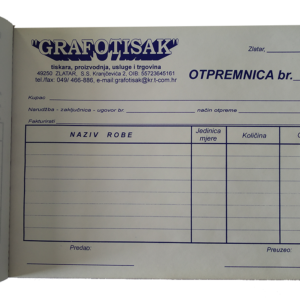 "GRAFOTISAK"
tiskara, proizvodnja, usluge i trgovina
49250 ZLATAR, S.S. Kranjčevića 2, OIB: 55723645161
tel./fax: 049/ 466-886, e-mail:grafotisak@kr.t-com.hr
Zlatar,
OTPREMNICA br.
Kupac:
Narudžba - zaključnica - ugovor br. način otpreme
Fakturirati
NAZIV ROBE Jedinica mjere Količina
Predao: Preuzeo: